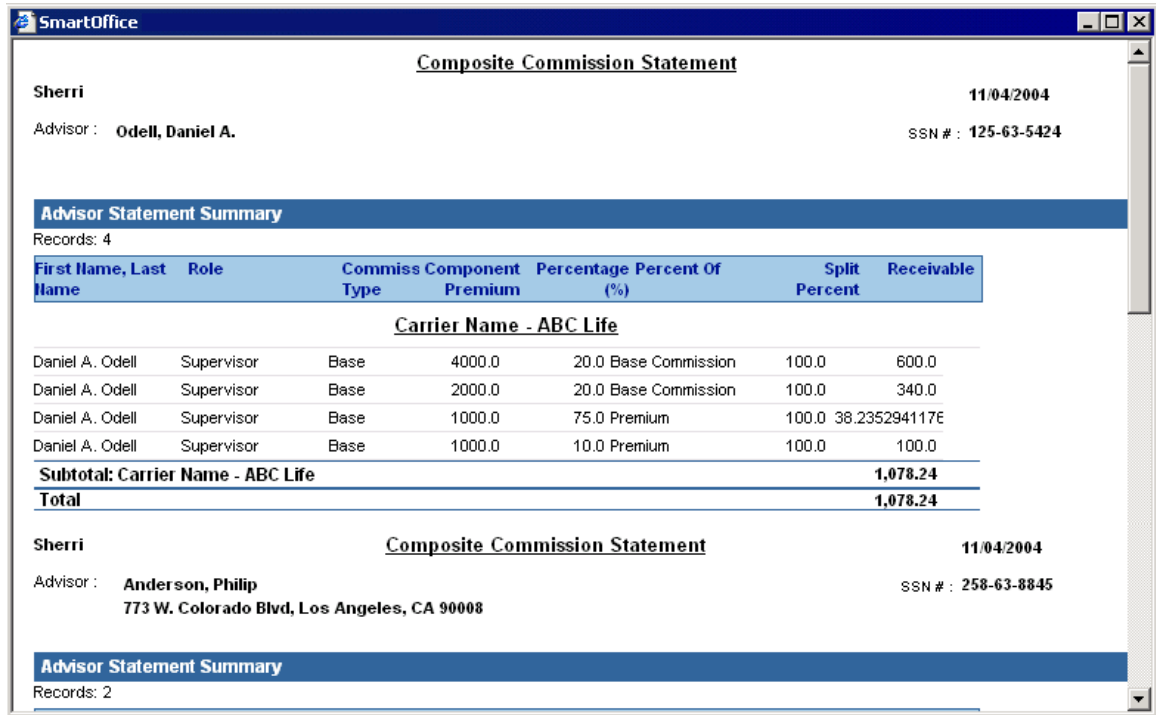 SmartOffice
Composite Commission Statement
Sherri 11/04/2004
Advisor : Odell, Daniel A. SSN # : 125-63-5424
Advisor Statement Summary
Records: 4
First Name, Last Role Commiss Component Percentage Percent Of Split Receivable
Name Type Premium (%) Percent
Carrier Name - ABC Life
Daniel A. Odell Supervisor Base 4000.0 20.0 Base Commission 100.0 600.0
Daniel A. Odell Supervisor Base 2000.0 20.0 Base Commission 100.0 340.0
Daniel A. Odell Supervisor Base 1000.0 75.0 Premium 100.0 38.2352941176
Daniel A. Odell Supervisor Base 1000.0 10.0 Premium 100.0 100.0
Subtotal: Carrier Name - ABC Life 1,078.24
Total 1,078.24
Sherri Composite Commission Statement 11/04/2004
Advisor : Anderson, Philip SSN # : 258-63-8845
773 W. Colorado Blvd, Los Angeles, CA 90008
Advisor Statement Summary
Records: 2